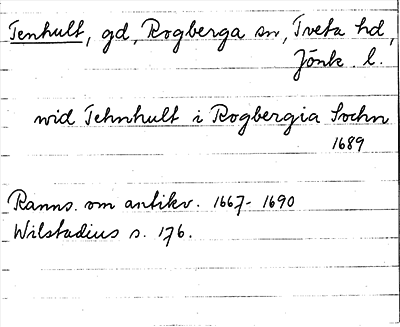 Tenhult, gd, Rogberga sn, Tveta hd,
Jönk. l.
wid Tehnhult i Rogbergia Sochn
1689
Ranns. om antikv. 1667-1690
Wilstadius s. 176.